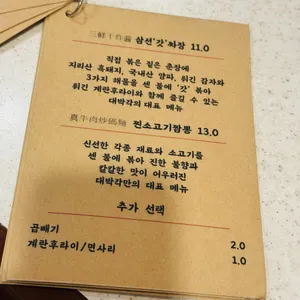 三鮮干炸醬 삼선'갓'짜장 11.0
직접 볶은 짙은 춘장에
지리산 흑돼지, 국내산 양파, 튀긴 감자와
3가지 해물을 센 불에 '갓' 볶아
튀긴 계란후라이와 함께 즐길 수 있는
대박각의 대표 메뉴
農牛肉炒碼麵 찐소고기짬뽕 13.0
신선한 각종 재료와 소고기를
센 불에 볶아 진한 불향과
칼칼한 맛이 어우러진
대박각만의 대표 메뉴
추가 선택
곱빼기 2.0
계란후라이/면사리 1.0